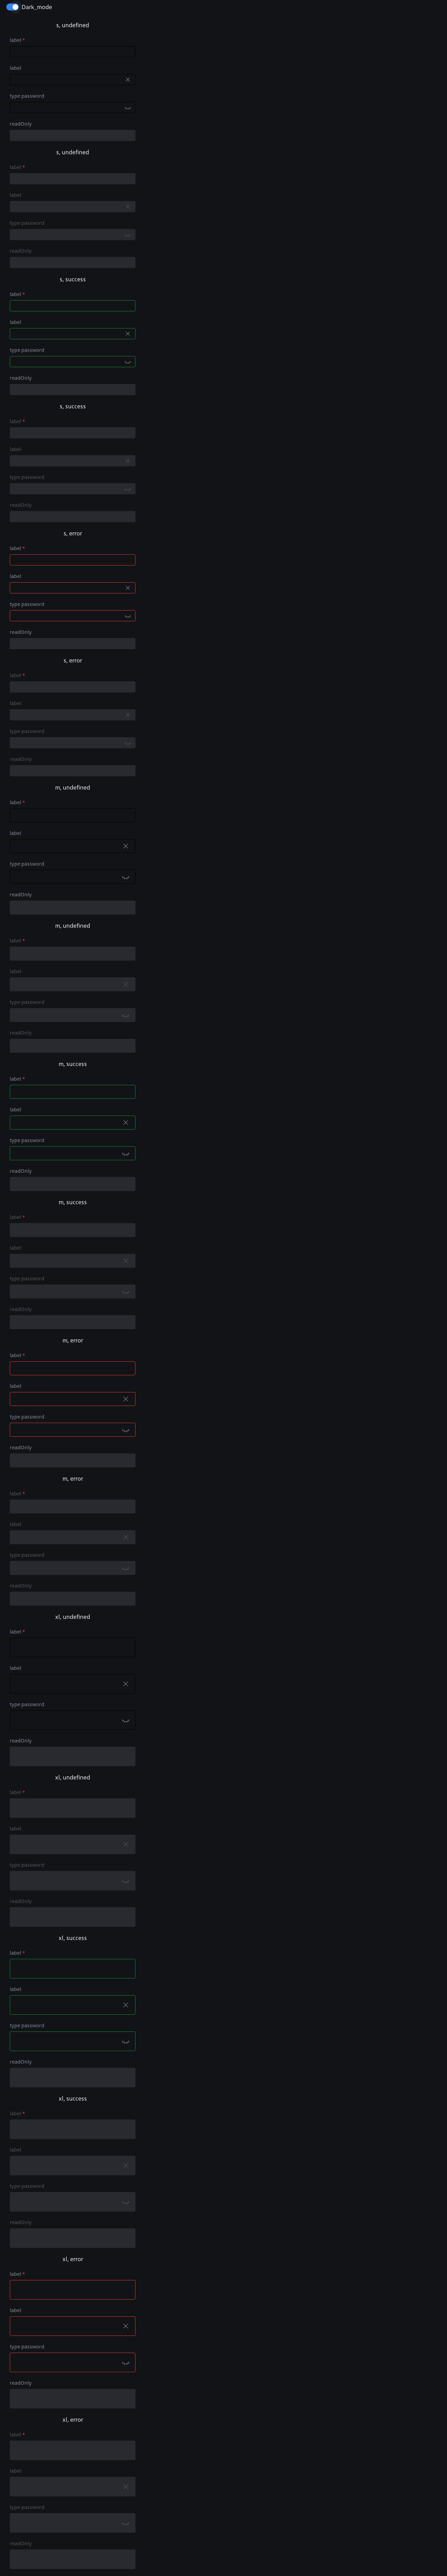 Dark_mode
s, undefined
label *
label
type password
readOnly
s, undefined
label *
label
type password
readOnly
s, success
label *
label
type password
readOnly
s, success
label *
label
type password
readOnly
s, error
label *
label
type password
readOnly
s, error
label *
label
type password
readOnly
m, undefined
label *
label
type password
readOnly
m, undefined
label *
label
type password
readOnly
m, success
label *
label
type password
readOnly
m, success
label *
label
type password
readOnly
m, error
label *
label
type password
readOnly
m, error
label *
label
type password
readOnly
xl, undefined
label *
label
type password
readOnly
xl, undefined
label *
label
type password
readOnly
xl, success
label *
label
type password
readOnly
xl, success
label *
label
type password
readOnly
xl, error
label *
label
type password
readOnly
xl, error
label *
label
type password
readOnly